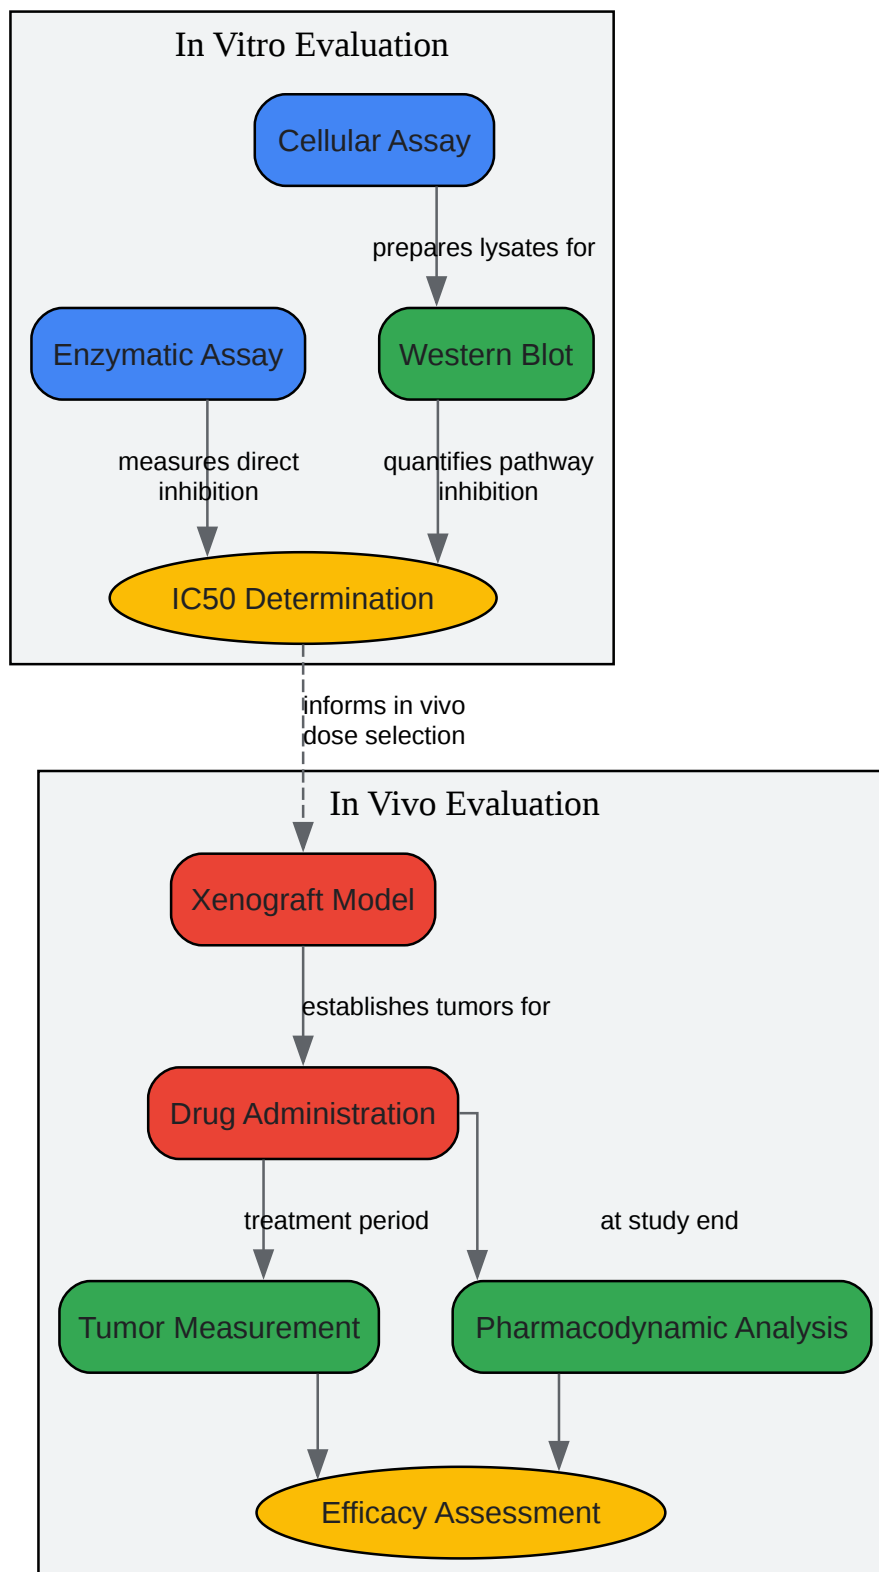 In Vitro Evaluation
Cellular Assay
prepares lysates for
Enzymatic Assay
Western Blot
measures direct
inhibition
quantifies pathway
inhibition
IC50 Determination
informs in vivo
dose selection
In Vivo Evaluation
Xenograft Model
establishes tumors for
Drug Administration
treatment period
at study end
Tumor Measurement
Pharmacodynamic Analysis
Efficacy Assessment